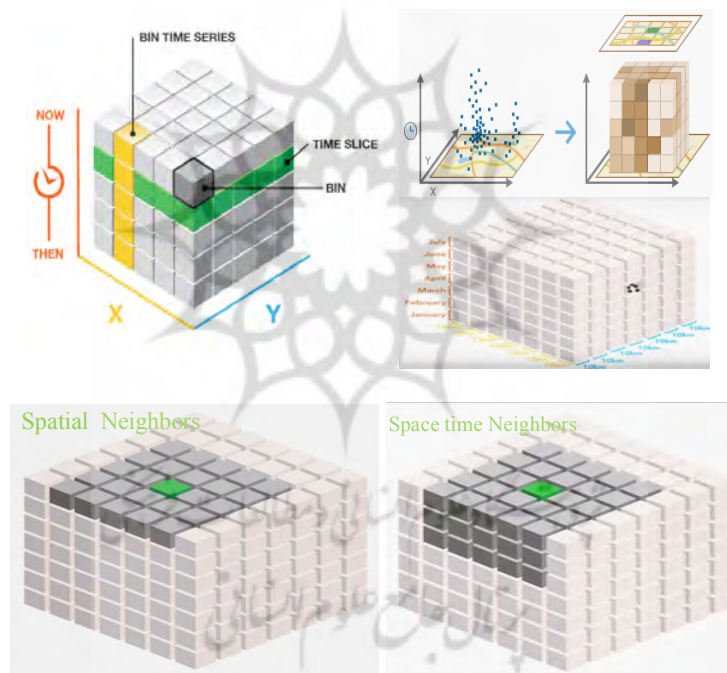 BIN TIME SERIES
NOW
TIME SLICE
BIN
THEN
X
Y
Y
X
July
June
May
April
March
February
January
10km
10km
10km
10km
10km
Spatial Neighbors
Space time Neighbors